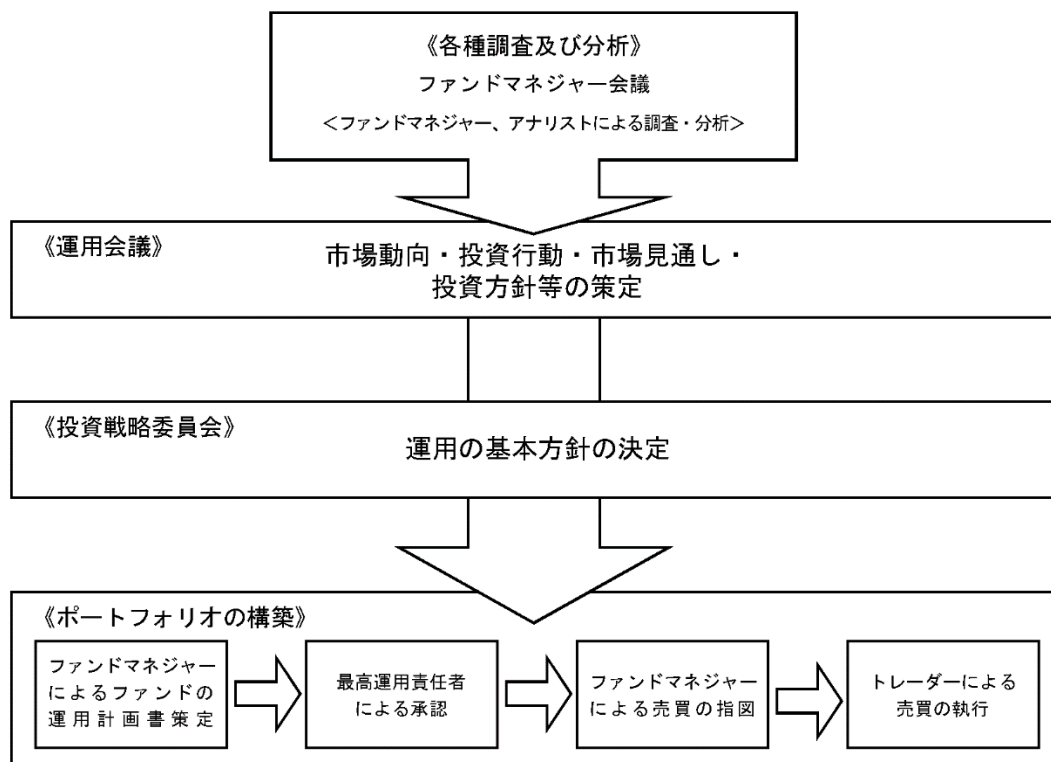 《各種調査及び分析》
ファンドマネジャー会議
＜ファンドマネジャー、アナリストによる調査・分析＞
《運用会議》
市場動向・投資行動・市場見通し・
投資方針等の策定
《投資戦略委員会》
運用の基本方針の決定
《ポートフォリオの構築》
ファンドマネジャー
によるファンドの
運用計画書策定
最高運用責任者
による承認
ファンドマネジャー
による売買の指図
トレーダーによる
売買の執行